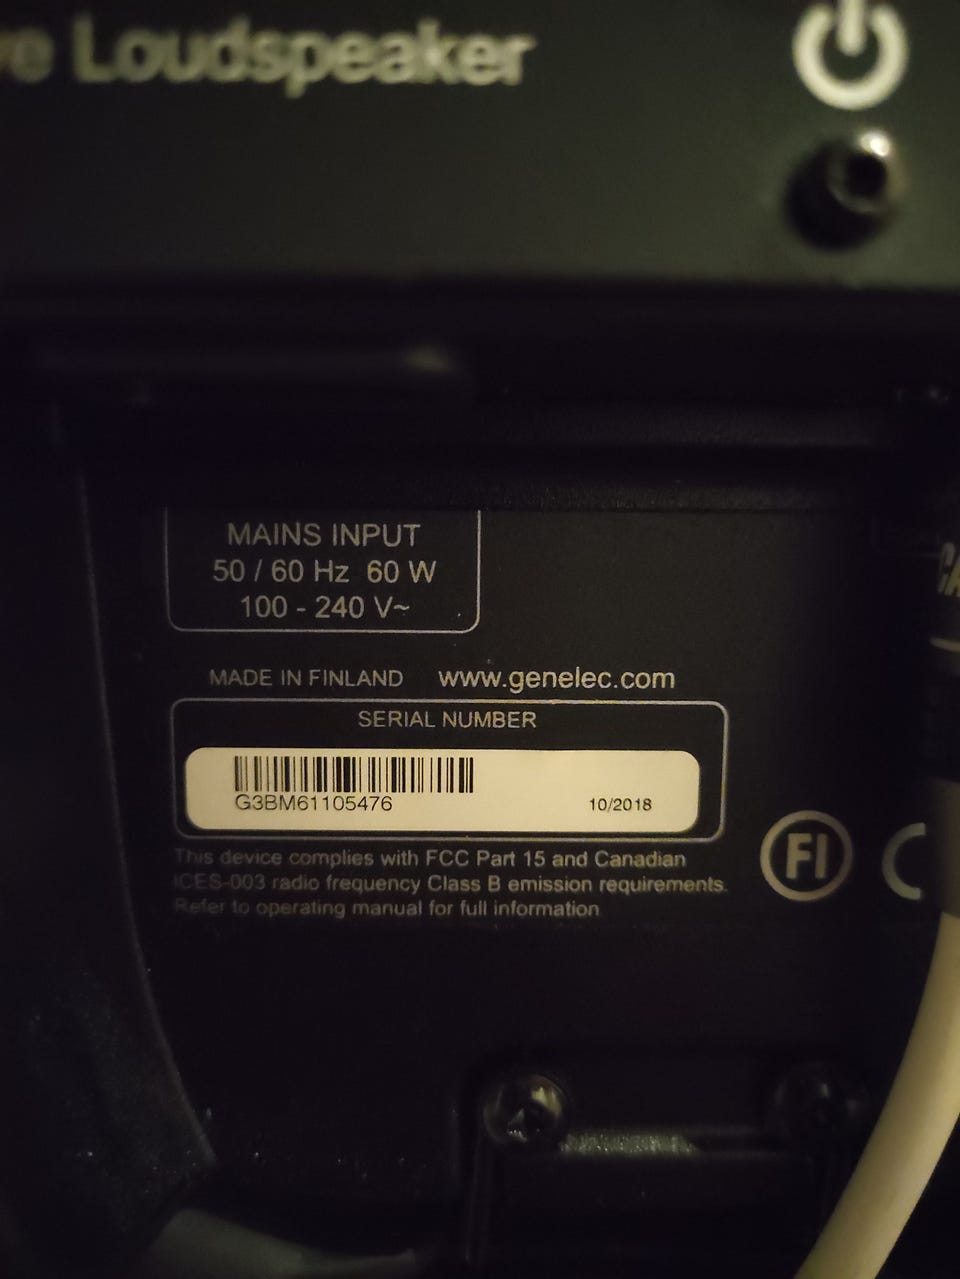 Loudspeaker
MAINS INPUT
50 / 60 Hz 60 W
100 - 240 V~
MADE IN FINLAND www.genelec.com
SERIAL NUMBER
G3BM61105476 10/2018
FI
This device complies with FCC Part 15 and Canadian
ICES-003 radio frequency Class B emission requirements.
Refer to operating manual for full information